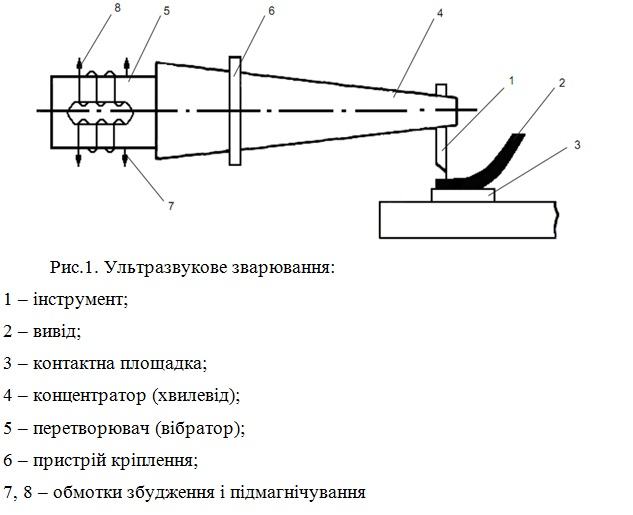 8
5
6
4
1
2
3
7
Рис.1. Ультразвукове зварювання:
1 – інструмент;
2 – вивід;
3 – контактна площадка;
4 – концентратор (хвилевід);
5 – перетворювач (вібратор);
6 – пристрій кріплення;
7, 8 – обмотки збудження і підмагнічування